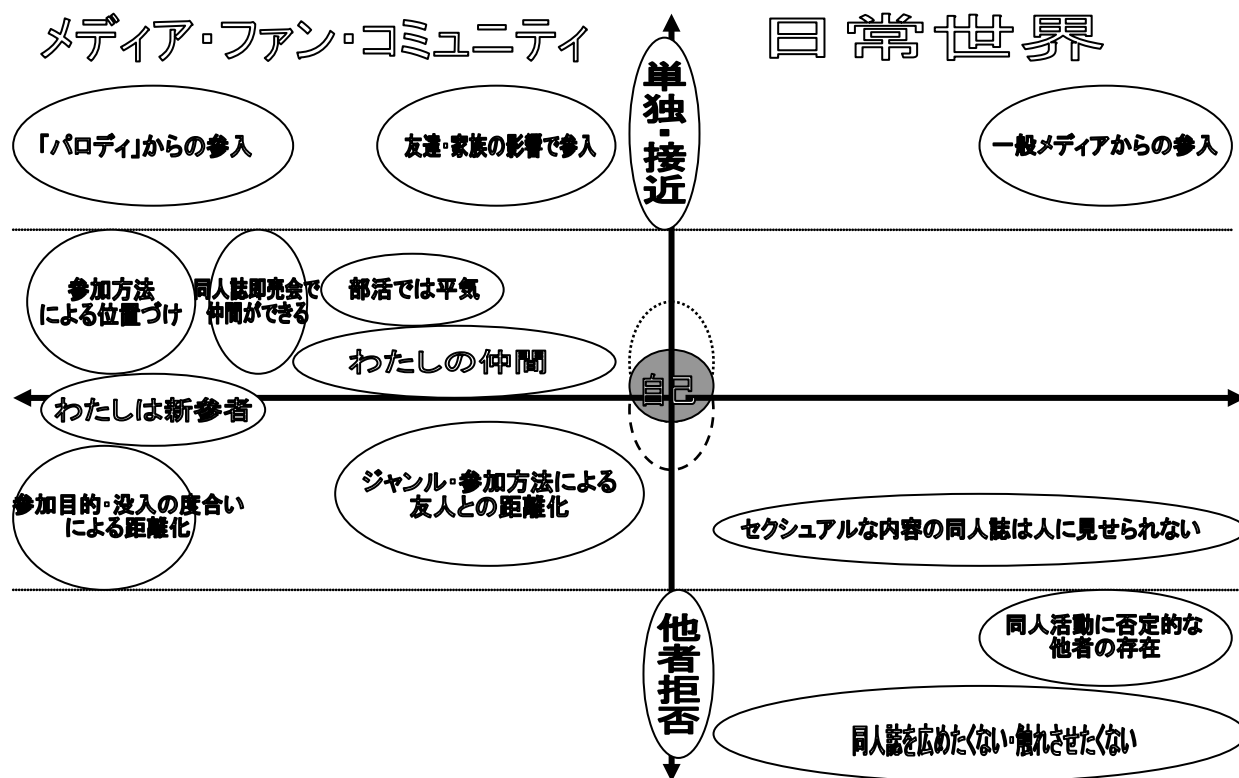 メディア・ファン・コミュニティ
日常世界
単独・接近
「パロディ」からの参入
友達・家族の影響で参入
一般メディアからの参入
参加方法
による位置づけ
同人誌即売会で
仲間ができる
部活では平気
わたしの仲間
自己
わたしは新参者
参加目的・没入の度合い
による距離化
ジャンル・参加方法による
友人との距離化
セクシュアルな内容の同人誌は人に見せられない
他者拒否
同人活動に否定的な
他者の存在
同人誌を広めたくない・触れさせたくない